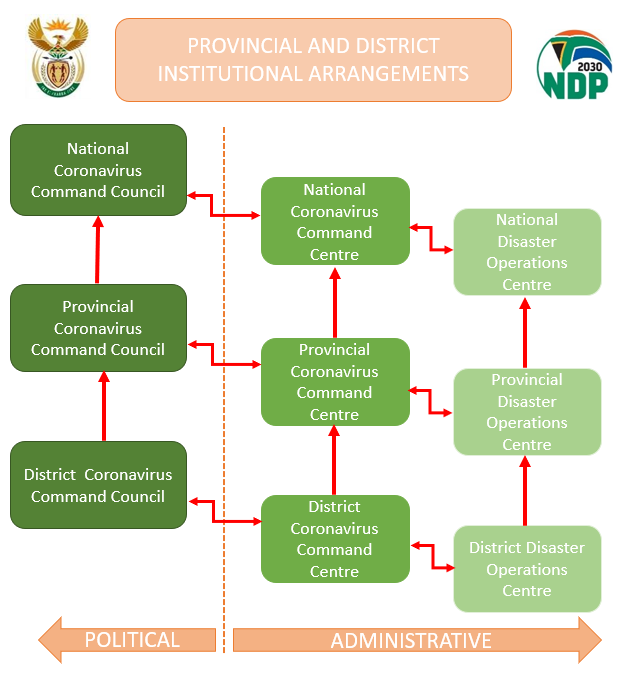 PROVINCIAL AND DISTRICT
INSTITUTIONAL ARRANGEMENTS
2030
NDP
National
Coronavirus
Command Council
National
Coronavirus
Command
Centre
National
Disaster
Operations
Centre
Provincial
Coronavirus
Command Council
Provincial
Coronavirus
Command
Centre
Provincial
Disaster
Operations
Centre
District Coronavirus
Command Council
District
Coronavirus
Command
Centre
District Disaster
Operations
Centre
POLITICAL
ADMINISTRATIVE